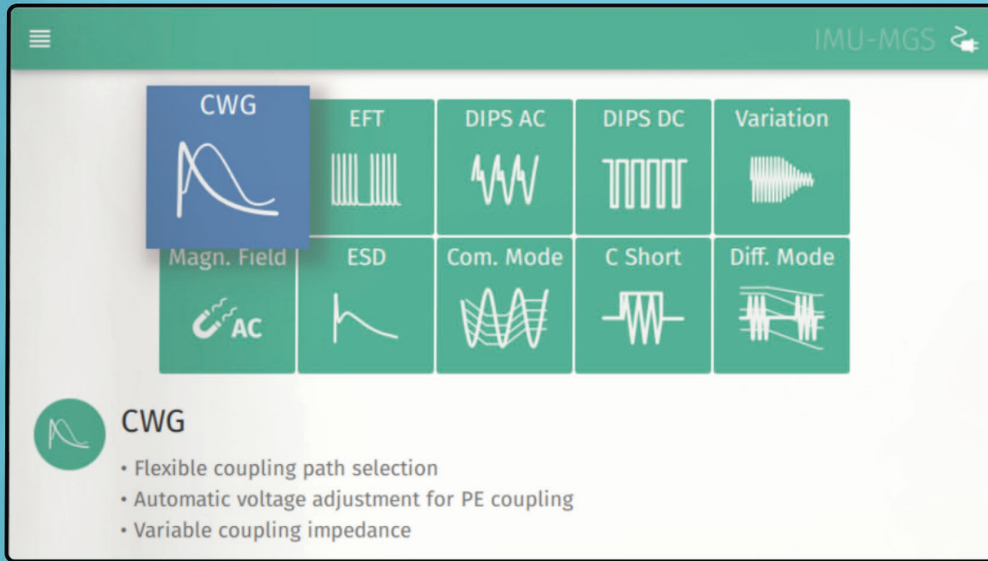 IMU-MGS
CWG
EFT
DIPS AC
DIPS DC
Variation
Magn. Field
ESD
Com. Mode
C Short
Diff. Mode
AC
CWG
• Flexible coupling path selection
• Automatic voltage adjustment for PE coupling
• Variable coupling impedance